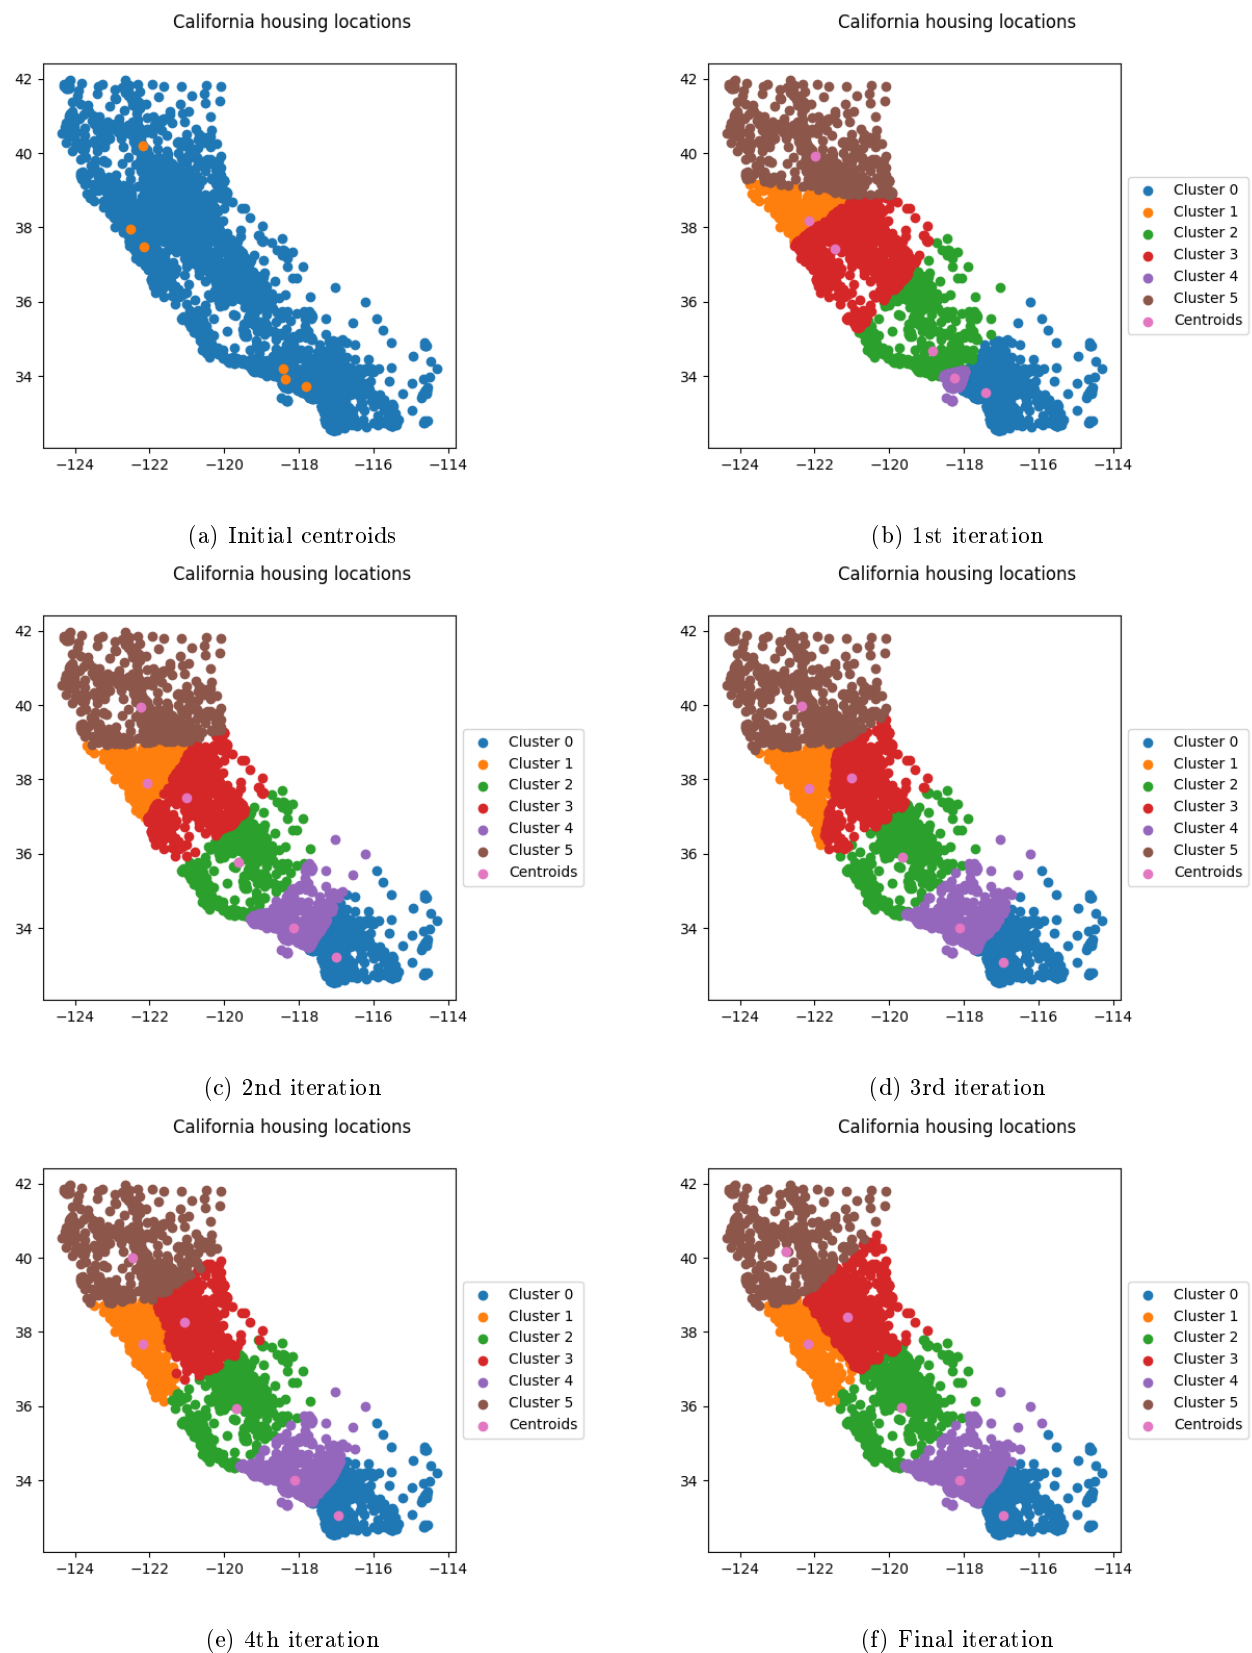 California housing locations
42
40
38
36
34
−124 −122 −120 −118 −116 −114
(a) Initial centroids
California housing locations
42
40
38
36
34
−124 −122 −120 −118 −116 −114
Cluster 0
Cluster 1
Cluster 2
Cluster 3
Cluster 4
Cluster 5
Centroids
(b) 1st iteration
California housing locations
42
40
38
36
34
−124 −122 −120 −118 −116 −114
Cluster 0
Cluster 1
Cluster 2
Cluster 3
Cluster 4
Cluster 5
Centroids
(c) 2nd iteration
California housing locations
42
40
38
36
34
−124 −122 −120 −118 −116 −114
Cluster 0
Cluster 1
Cluster 2
Cluster 3
Cluster 4
Cluster 5
Centroids
(d) 3rd iteration
California housing locations
42
40
38
36
34
−124 −122 −120 −118 −116 −114
Cluster 0
Cluster 1
Cluster 2
Cluster 3
Cluster 4
Cluster 5
Centroids
(e) 4th iteration
California housing locations
42
40
38
36
34
−124 −122 −120 −118 −116 −114
Cluster 0
Cluster 1
Cluster 2
Cluster 3
Cluster 4
Cluster 5
Centroids
(f) Final iteration